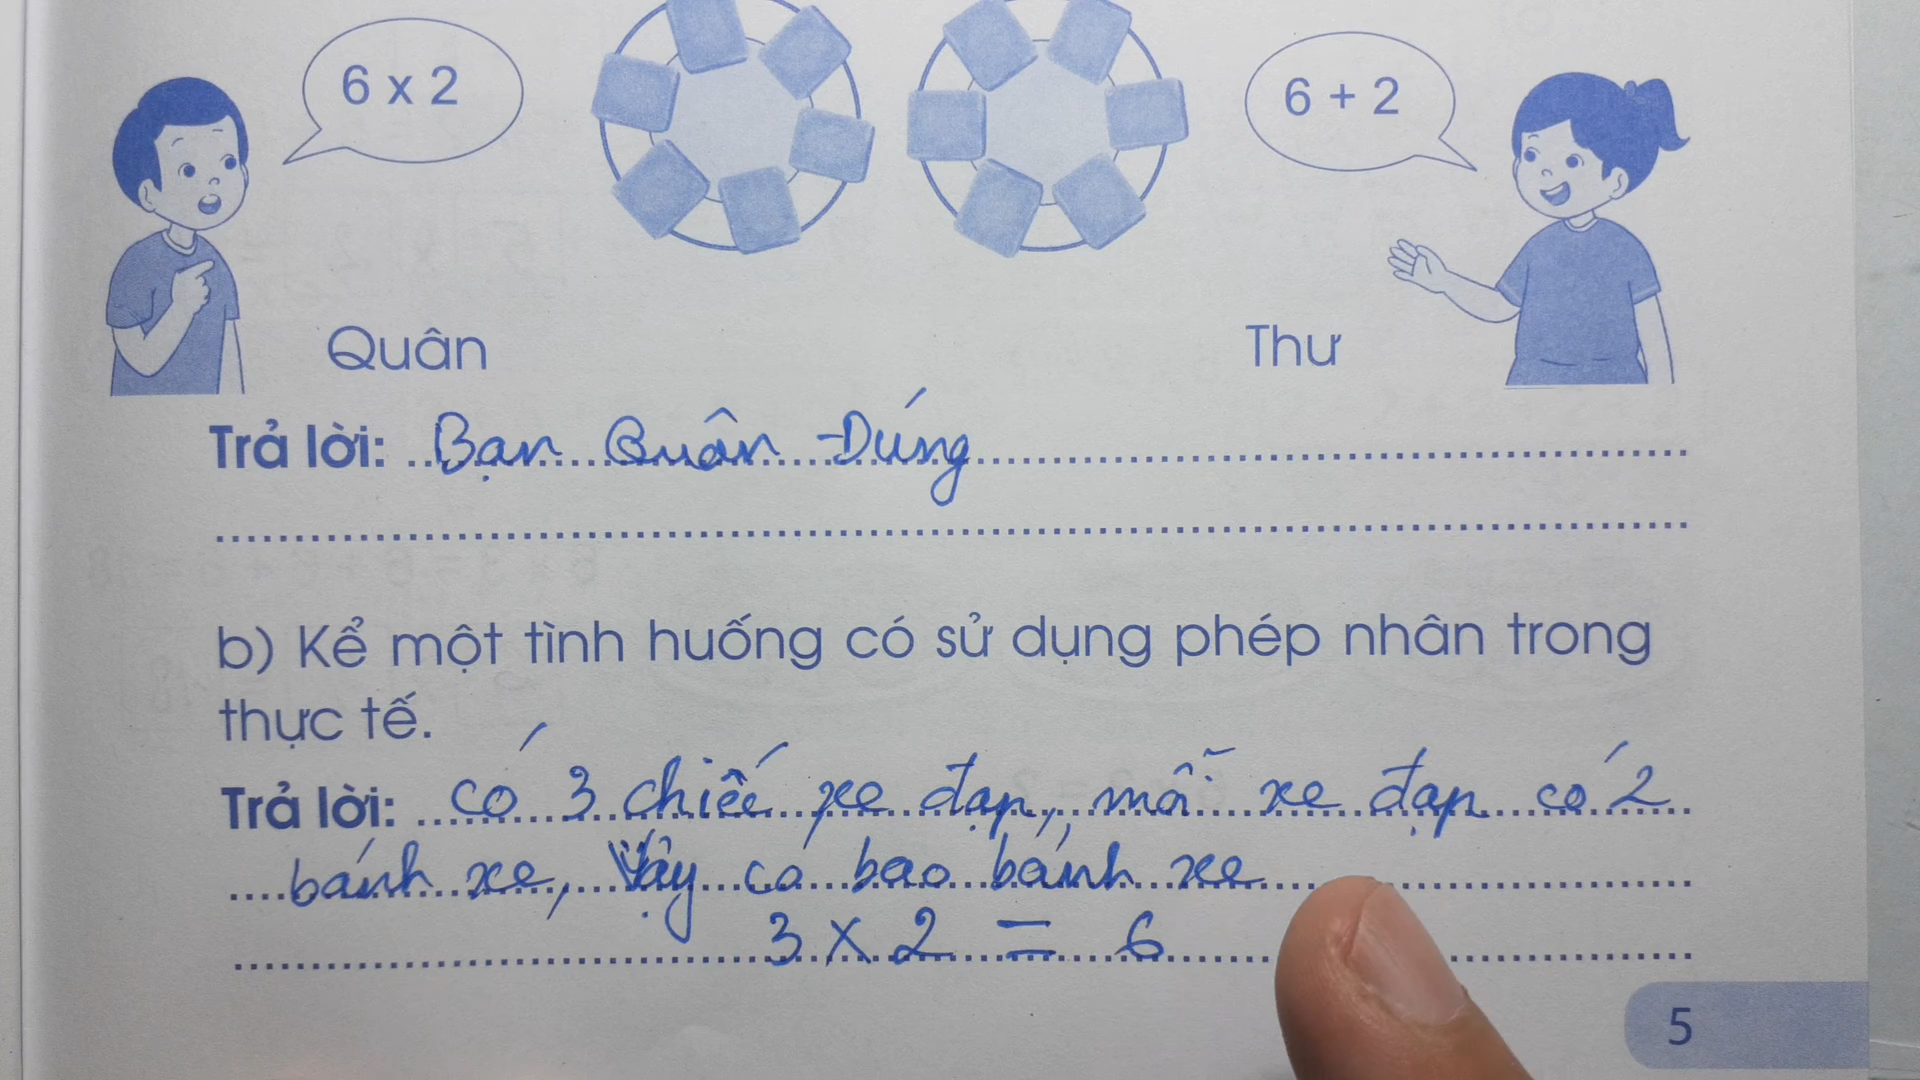 6 x 2
6 + 2
Quân
Thư
Trả lời: Bạn Quân Đúng
b) Kể một tình huống có sử dụng phép nhân trong
thực tế.
Trả lời: có 3 chiếc xe đạp, mỗi xe đạp có 2
bánh xe, Vậy có bao bánh xe
3 x 2 = 6
5